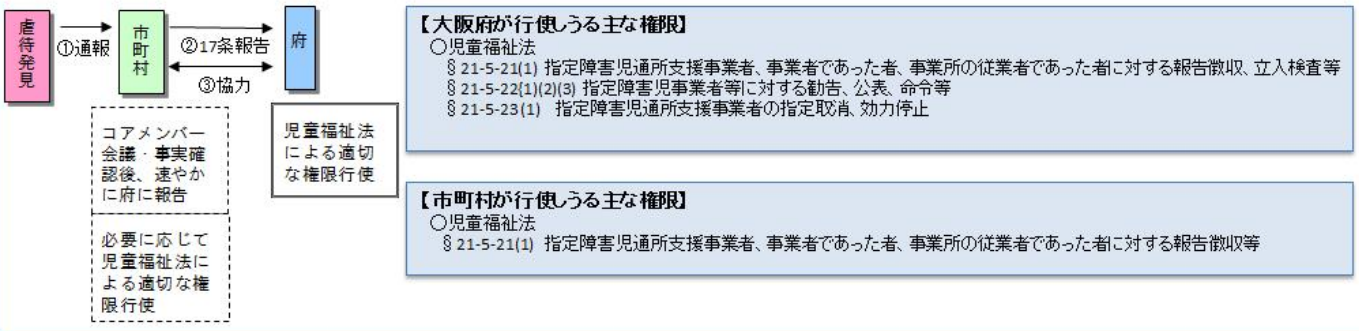 虐待発見
①通報
市町村
②17条報告
③協力
府
コアメンバー
会議・事実確
認後、速やか
に府に報告
必要に応じて
児童福祉法に
よる適切な権
限行使
児童福祉法
による適切
な権限行使
【大阪府が行使しうる主な権限】
〇児童福祉法
§21-5-21(1) 指定障害児通所支援事業者、事業者であった者、事業所の従業者であった者に対する報告徴収、立入検査等
§21-5-22(1)(2)(3) 指定障害児事業者等に対する勧告、公表、命令等
§21-5-23(1) 指定障害児通所支援事業者の指定取消、効力停止
【市町村が行使しうる主な権限】
〇児童福祉法
§21-5-21(1) 指定障害児通所支援事業者、事業者であった者、事業所の従業者であった者に対する報告徴収等